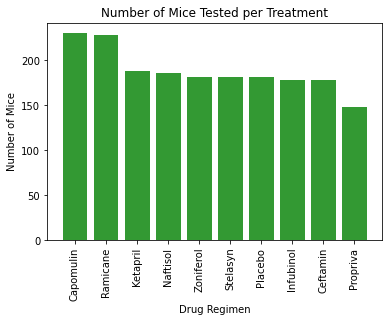 Number of Mice Tested per Treatment
Number of Mice
200
150
100
50
0
Capomulin
Ramicane
Ketapril
Naftisol
Zoniferol
Stelasyn
Placebo
Infubinol
Ceftamin
Propriva
Drug Regimen